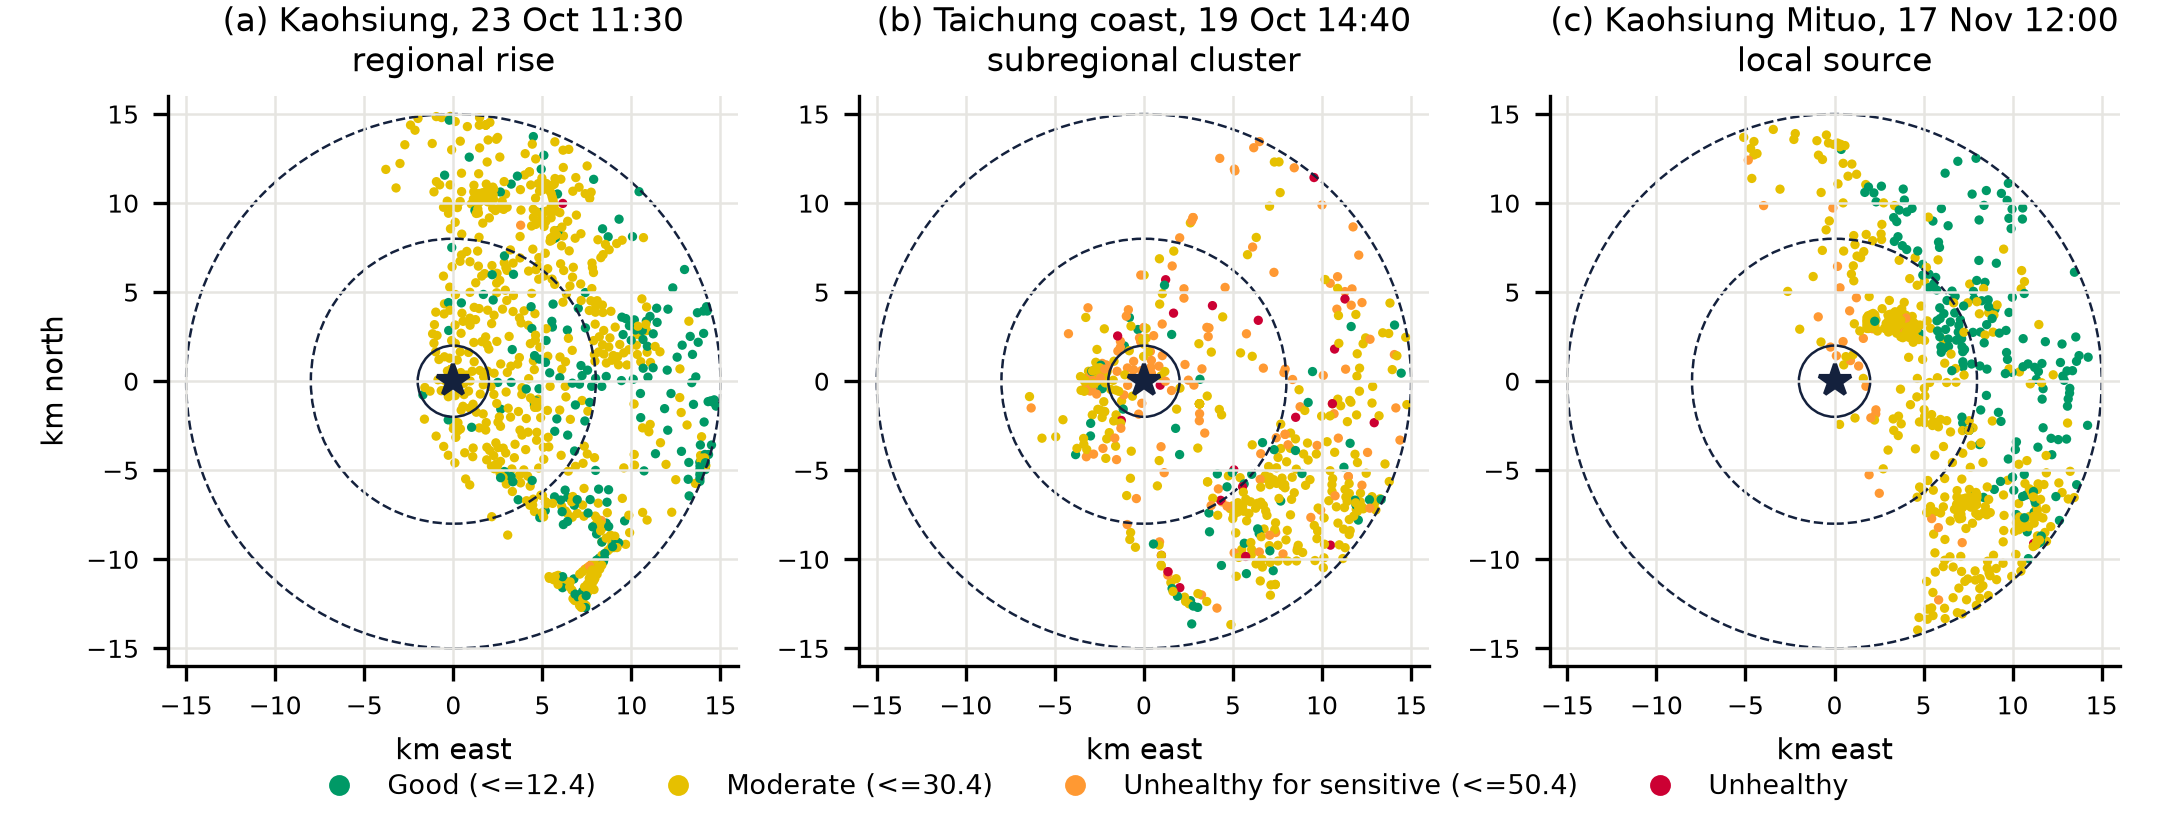 (a) Kaohsiung, 23 Oct 11:30
regional rise
(b) Taichung coast, 19 Oct 14:40
subregional cluster
(c) Kaohsiung Mituo, 17 Nov 12:00
local source
15
10
5
0
−5
−10
−15
km north
−15 −10 −5 0 5 10 15
km east
15
10
5
0
−5
−10
−15
−15 −10 −5 0 5 10 15
km east
15
10
5
0
−5
−10
−15
−15 −10 −5 0 5 10 15
km east
Good (<=12.4) Moderate (<=30.4) Unhealthy for sensitive (<=50.4) Unhealthy